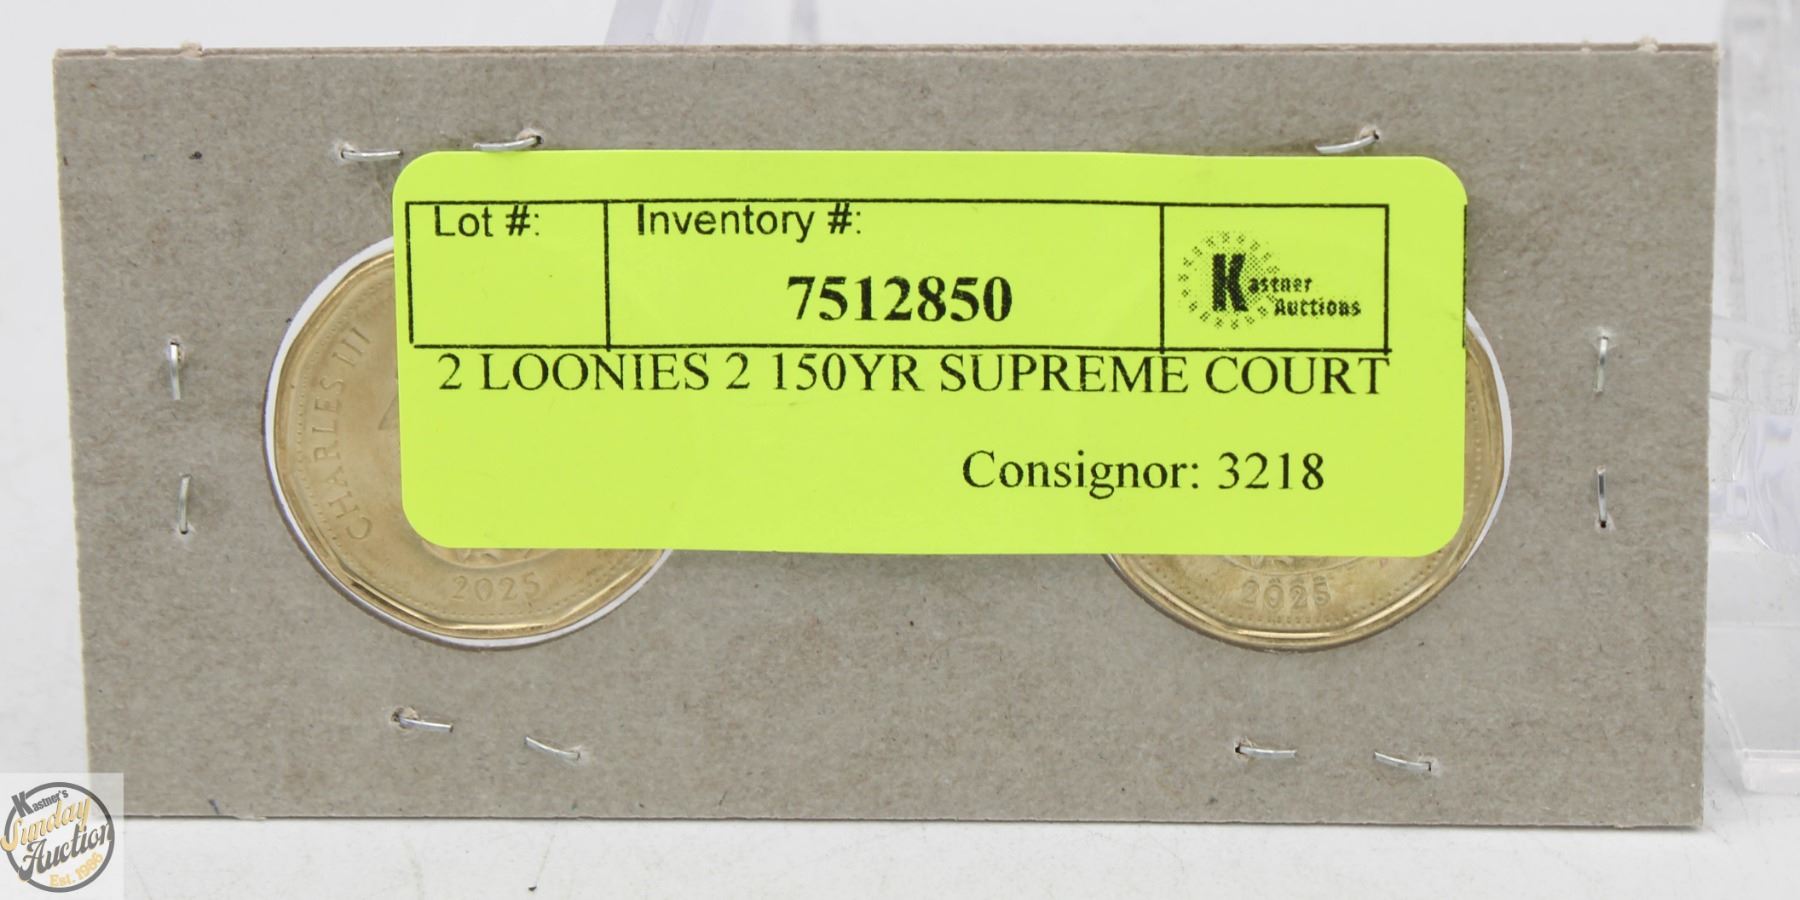 Lot #:
Inventory #:
7512850
Kastner
Auctions
2 LOONIES 2 150YR SUPREME COURT
Consignor: 3218
CHARLES III
2025
2025
Kastner's
Sunday
Auction
Est. 1986